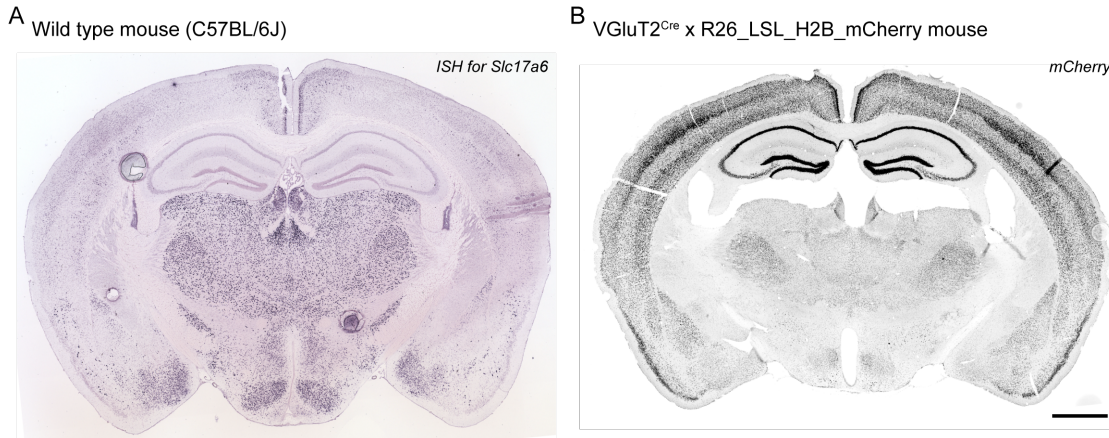 A
Wild type mouse (C57BL/6J)
ISH for Slc17a6
B
VGluT2Cre x R26_LSL_H2B_mCherry mouse
mCherry